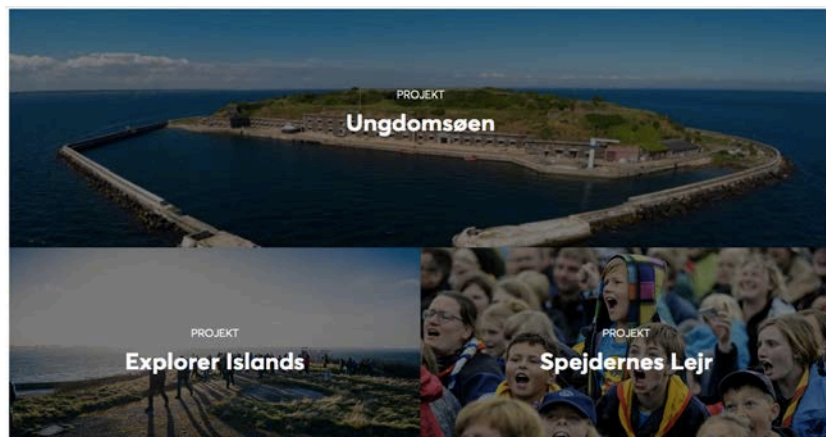 PROJEKT
Ungdomsøen
PROJEKT
Explorer Islands
PROJEKT
Spejdernes Lejr